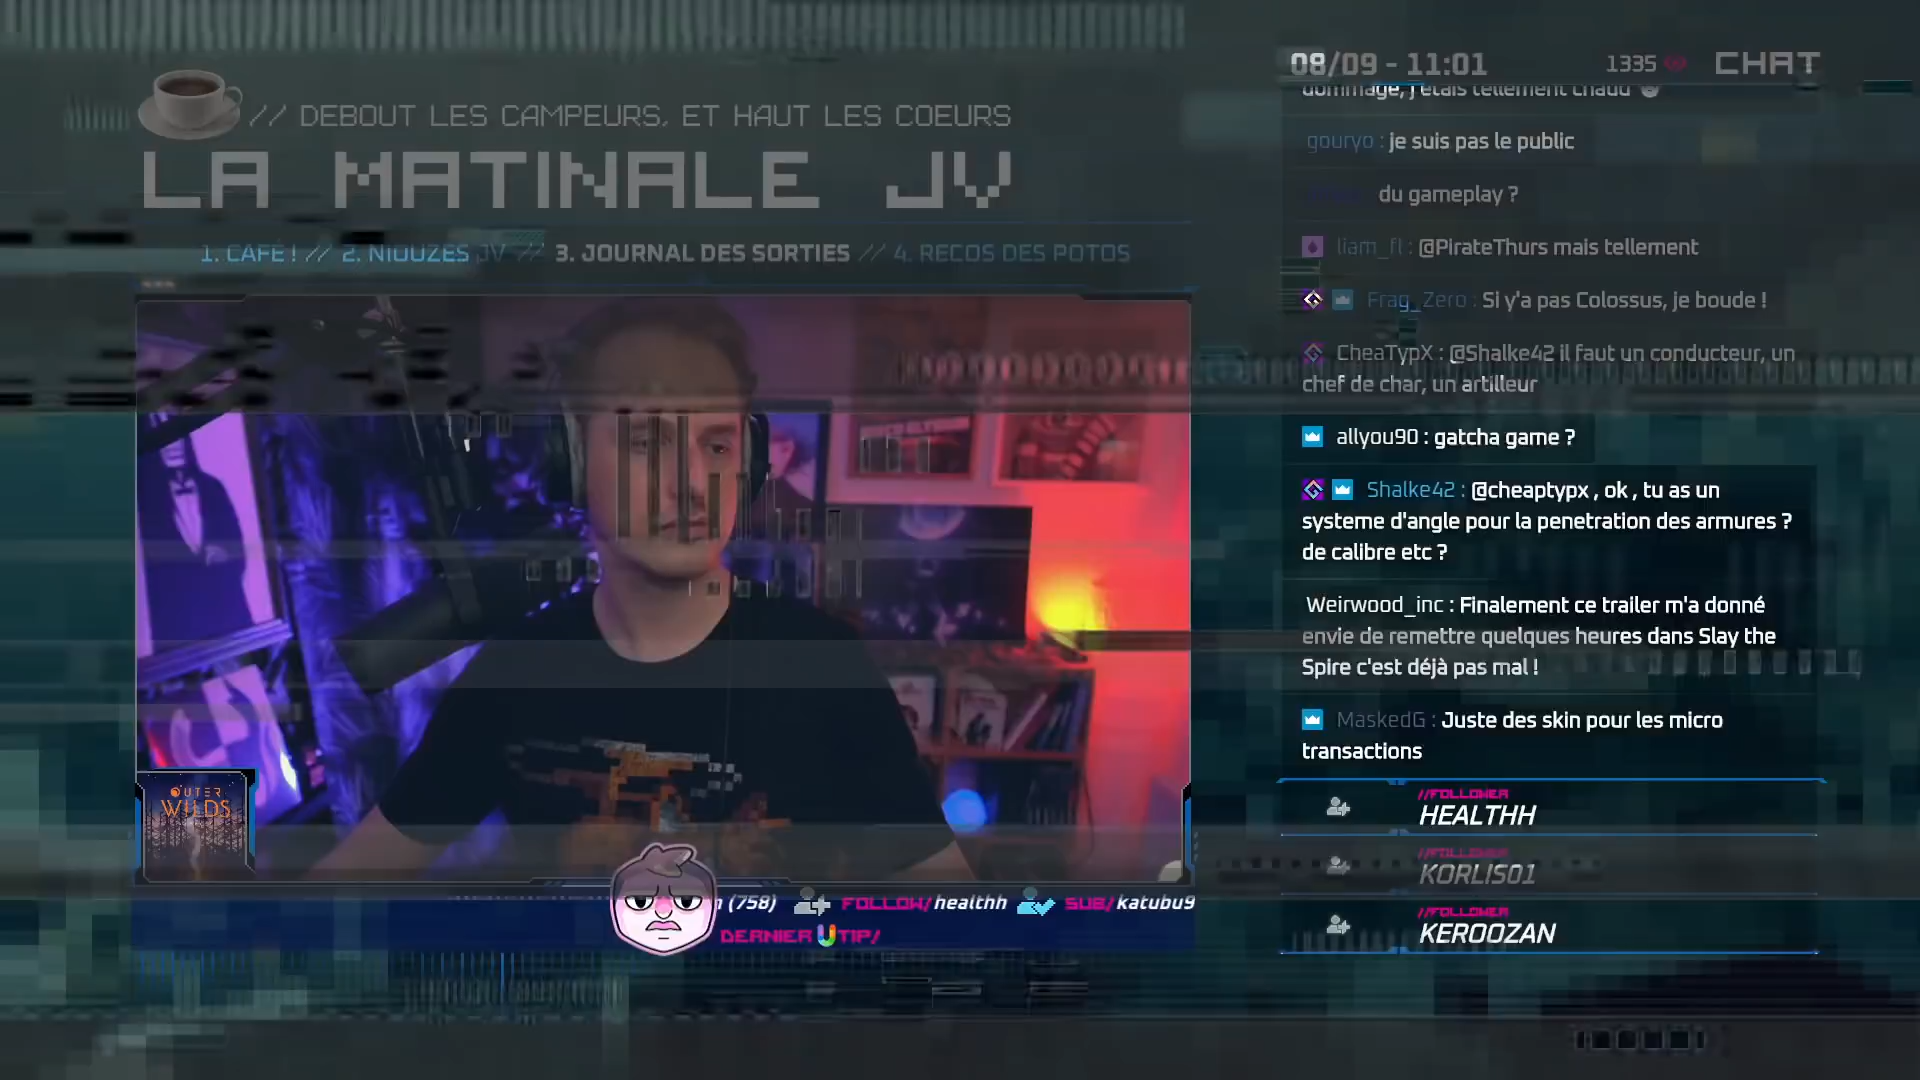 // DEBOUT LES CAMPEURS, ET HAUT LES COEURS
LA MATINALE JV
1. CAFÉ ! // 2. NIOUZES JV // 3. JOURNAL DES SORTIES // 4. RECOS DES POTOS
OUTER
WILDS
(758) FOLLOW/healthh SUB/katubu9
DERNIER TIP/
08/09 - 11:01 1335 CHAT
dommage, j'étais tellement chaud
gouryo : je suis pas le public
du gameplay ?
liam_fl : @PirateThurs mais tellement
Frag_Zero : Si y'a pas Colossus, je boude !
CheaTypX : @Shalke42 il faut un conducteur, un
chef de char, un artilleur
allyou90 : gatcha game ?
Shalke42 : @cheaptypx , ok , tu as un
systeme d'angle pour la penetration des armures ?
de calibre etc ?
Weirwood_inc : Finalement ce trailer m'a donné
envie de remettre quelques heures dans Slay the
Spire c'est déjà pas mal !
MaskedG : Juste des skin pour les micro
transactions
//FOLLOWER
HEALTHH
//FOLLOWER
KORLIS01
//FOLLOWER
KEROOZAN